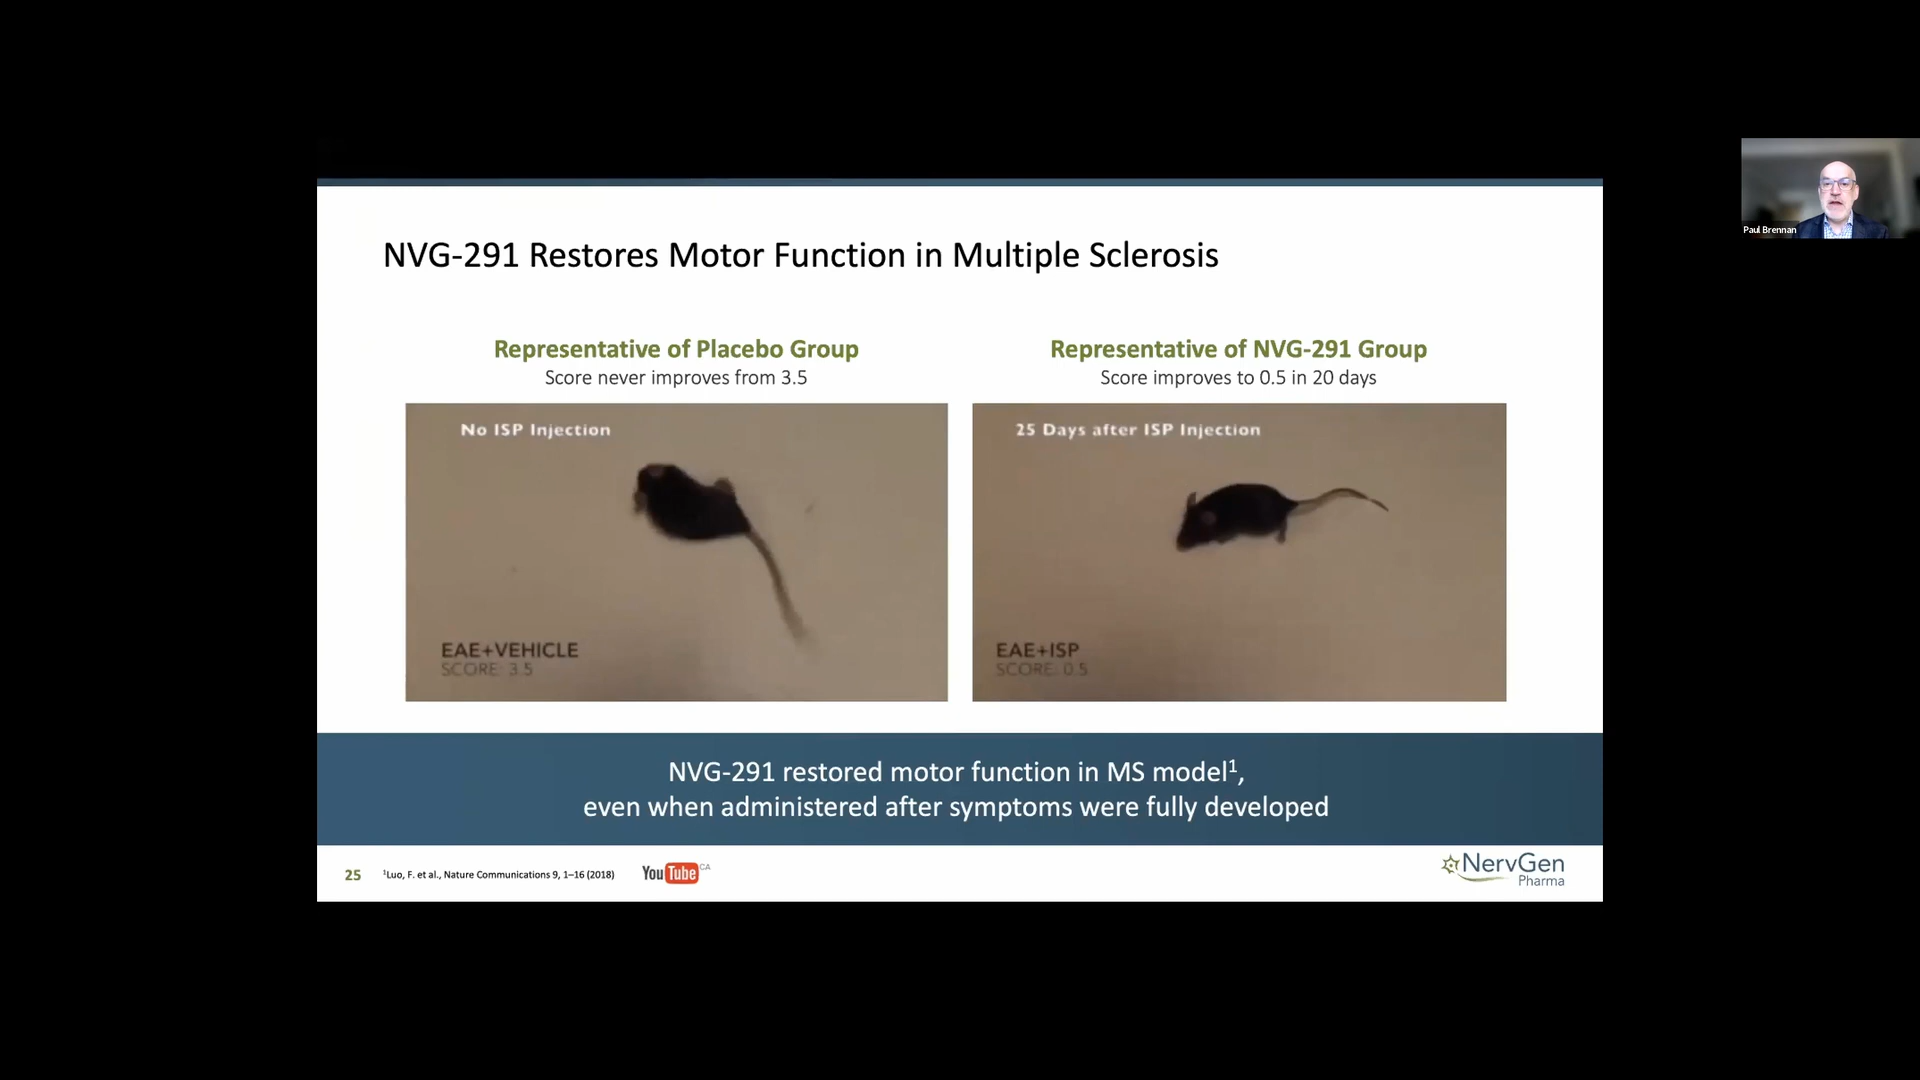 NVG-291 Restores Motor Function in Multiple Sclerosis
Representative of Placebo Group
Score never improves from 3.5
Representative of NVG-291 Group
Score improves to 0.5 in 20 days
No ISP Injection
EAE+VEHICLE
SCORE: 3.5
25 Days after ISP Injection
EAE+ISP
SCORE: 0.5
NVG-291 restored motor function in MS model¹,
even when administered after symptoms were fully developed
25
¹Luo, F. et al., Nature Communications 9, 1–16 (2018)
YouTube CA
NervGen
Pharma
Paul Brennan